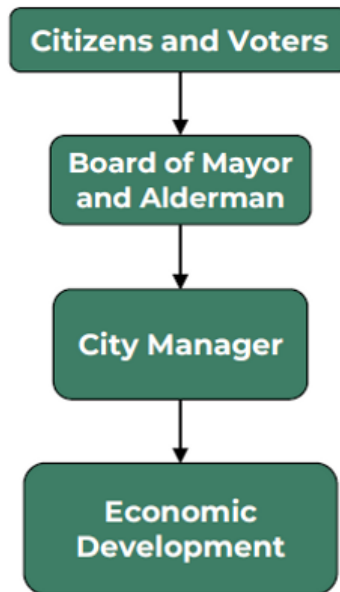 Citizens and Voters
Board of Mayor
and Alderman
City Manager
Economic
Development